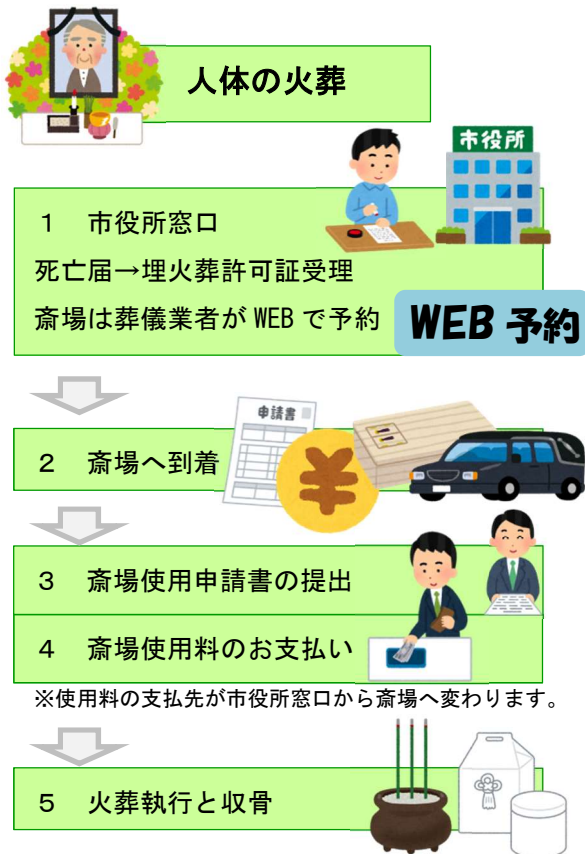 人体の火葬
市役所
１　市役所窓口
死亡届→埋火葬許可証受理
斎場は葬儀業者が WEB で予約
WEB 予約
申請書
２　斎場へ到着
¥
３　斎場使用申請書の提出
４　斎場使用料のお支払い
※使用料の支払先が市役所窓口から斎場へ変わります。
５　火葬執行と収骨